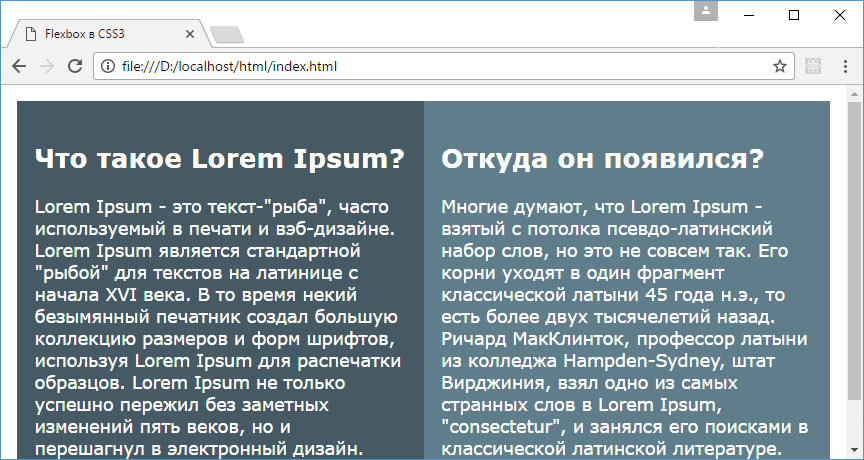 Flexbox в CSS3
file:///D:/localhost/html/index.html
Что такое Lorem Ipsum?
Lorem Ipsum - это текст-"рыба", часто
используемый в печати и вэб-дизайне.
Lorem Ipsum является стандартной
"рыбой" для текстов на латинице с
начала XVI века. В то время некий
безымянный печатник создал большую
коллекцию размеров и форм шрифтов,
используя Lorem Ipsum для распечатки
образцов. Lorem Ipsum не только
успешно пережил без заметных
изменений пять веков, но и
перешагнул в электронный дизайн.
Откуда он появился?
Многие думают, что Lorem Ipsum -
взятый с потолка псевдо-латинский
набор слов, но это не совсем так. Его
корни уходят в один фрагмент
классической латыни 45 года н.э., то
есть более двух тысячелетий назад.
Ричард МакКлинток, профессор латыни
из колледжа Hampden-Sydney, штат
Вирджиния, взял одно из самых
странных слов в Lorem Ipsum,
"consectetur", и занялся его поисками в
классической латинской литературе.